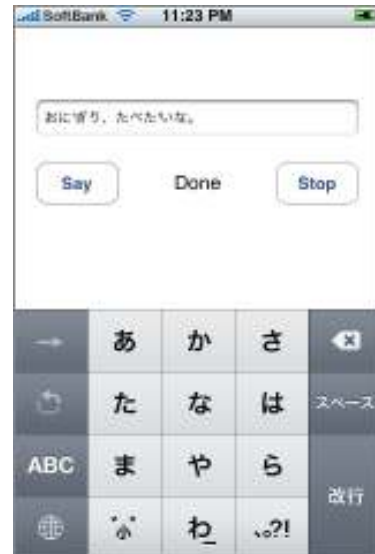 SoftBank 11:23 PM
おにぎり、たべたいな。
Say Done Stop
→ あ か さ
た な は スペース
ABC ま や ら 改行
小 わ 、。?!